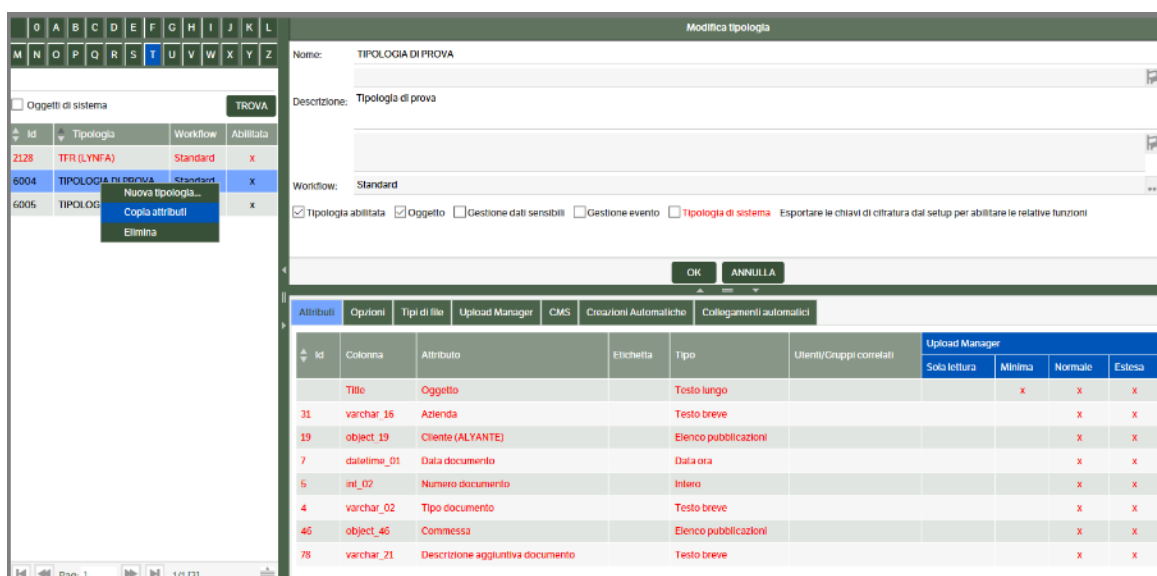 0 A B C D E F G H I J K L
M N O P Q R S T U V W X Y Z
Oggetti di sistema TROVA
Id Tipologia Workflow Abilitata
2128 TFR (LYNFA) Standard x
6004 TIPOLOGIA DI PROVA Standard x
6005 TIPOLOG x
Nuova tipologia...
Copia attributi
Elimina
Pag: 1 1/1 [3]
Modifica tipologia
Nome: TIPOLOGIA DI PROVA
Descrizione: Tipologia di prova
Workflow: Standard ...
Tipologia abilitata Oggetto Gestione dati sensibili Gestione evento Tipologia di sistema Esportare le chiavi di cifratura dal setup per abilitare le relative funzioni
OK ANNULLA
Attributi Opzioni Tipi di file Upload Manager CMS Creazioni Automatiche Collegamenti automatici
Id Colonna Attributo Etichetta Tipo Utenti/Gruppi correlati Upload Manager
Sola lettura Minima Normale Estesa
Title Oggetto Testo lungo x x x
31 varchar_16 Azienda Testo breve x x
19 object_19 Cliente (ALYANTE) Elenco pubblicazioni x x
7 datetime_01 Data documento Data ora x x
5 int_02 Numero documento Intero x x
4 varchar_02 Tipo documento Testo breve x x
46 object_46 Commessa Elenco pubblicazioni x x
78 varchar_21 Descrizione aggiuntiva documento Testo breve x x